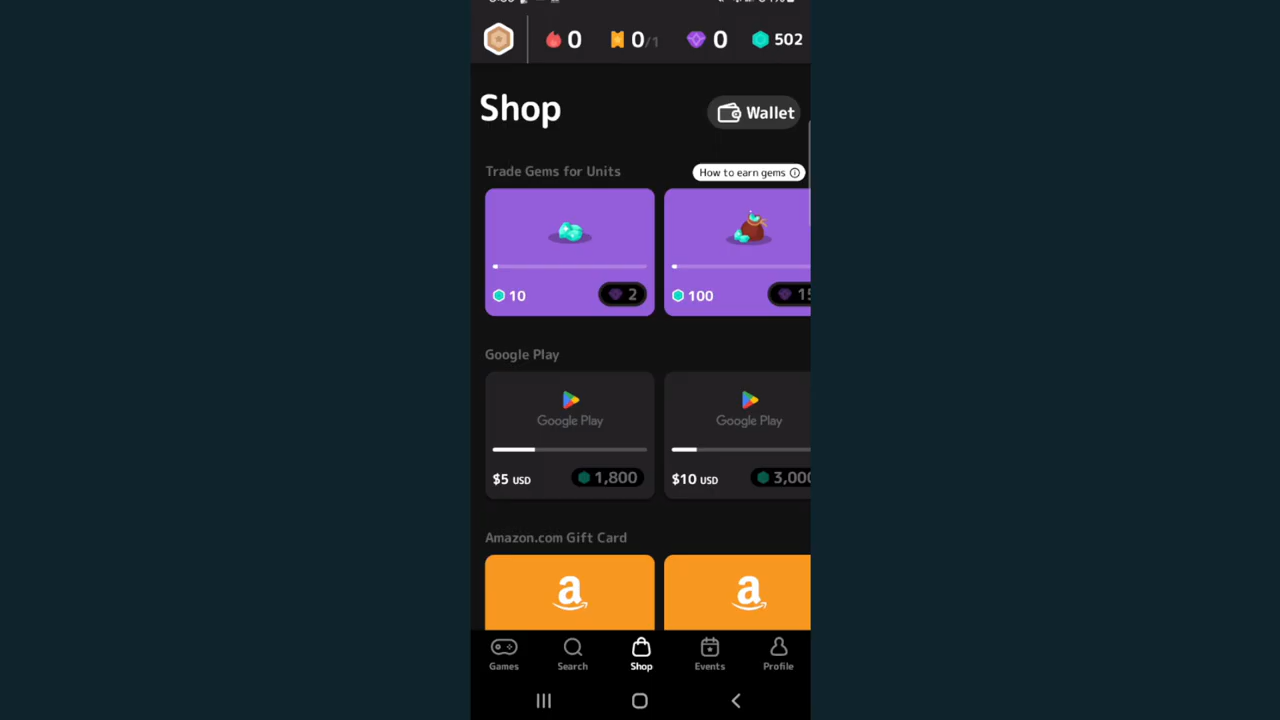 0 0/1 0 502
Shop
Wallet
Trade Gems for Units
How to earn gems
10 2 100
Google Play
Google Play Google Play
$5 USD 1,800 $10 USD
Amazon.com Gift Card
a a
Games Search Shop Events Profile